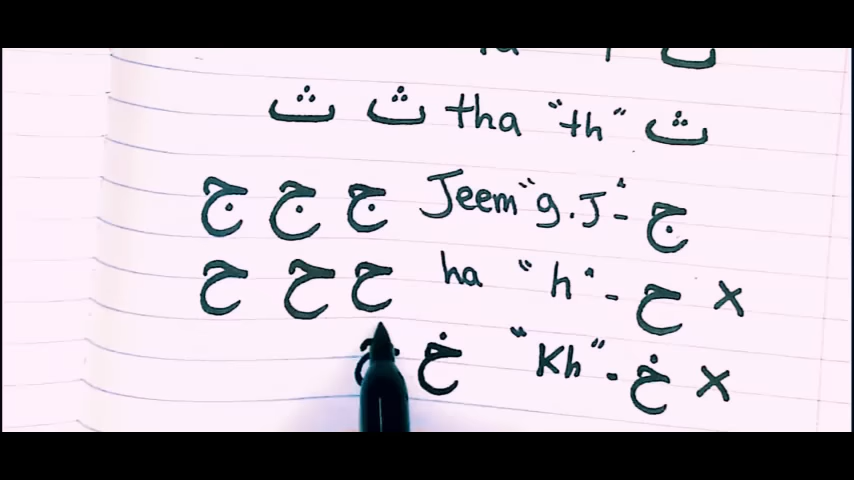 ث ث tha "th" ث
ج ج ج Jeem "g.J"- ج
ح ح ح ha "h"- ح X
خ "Kh"- خ X